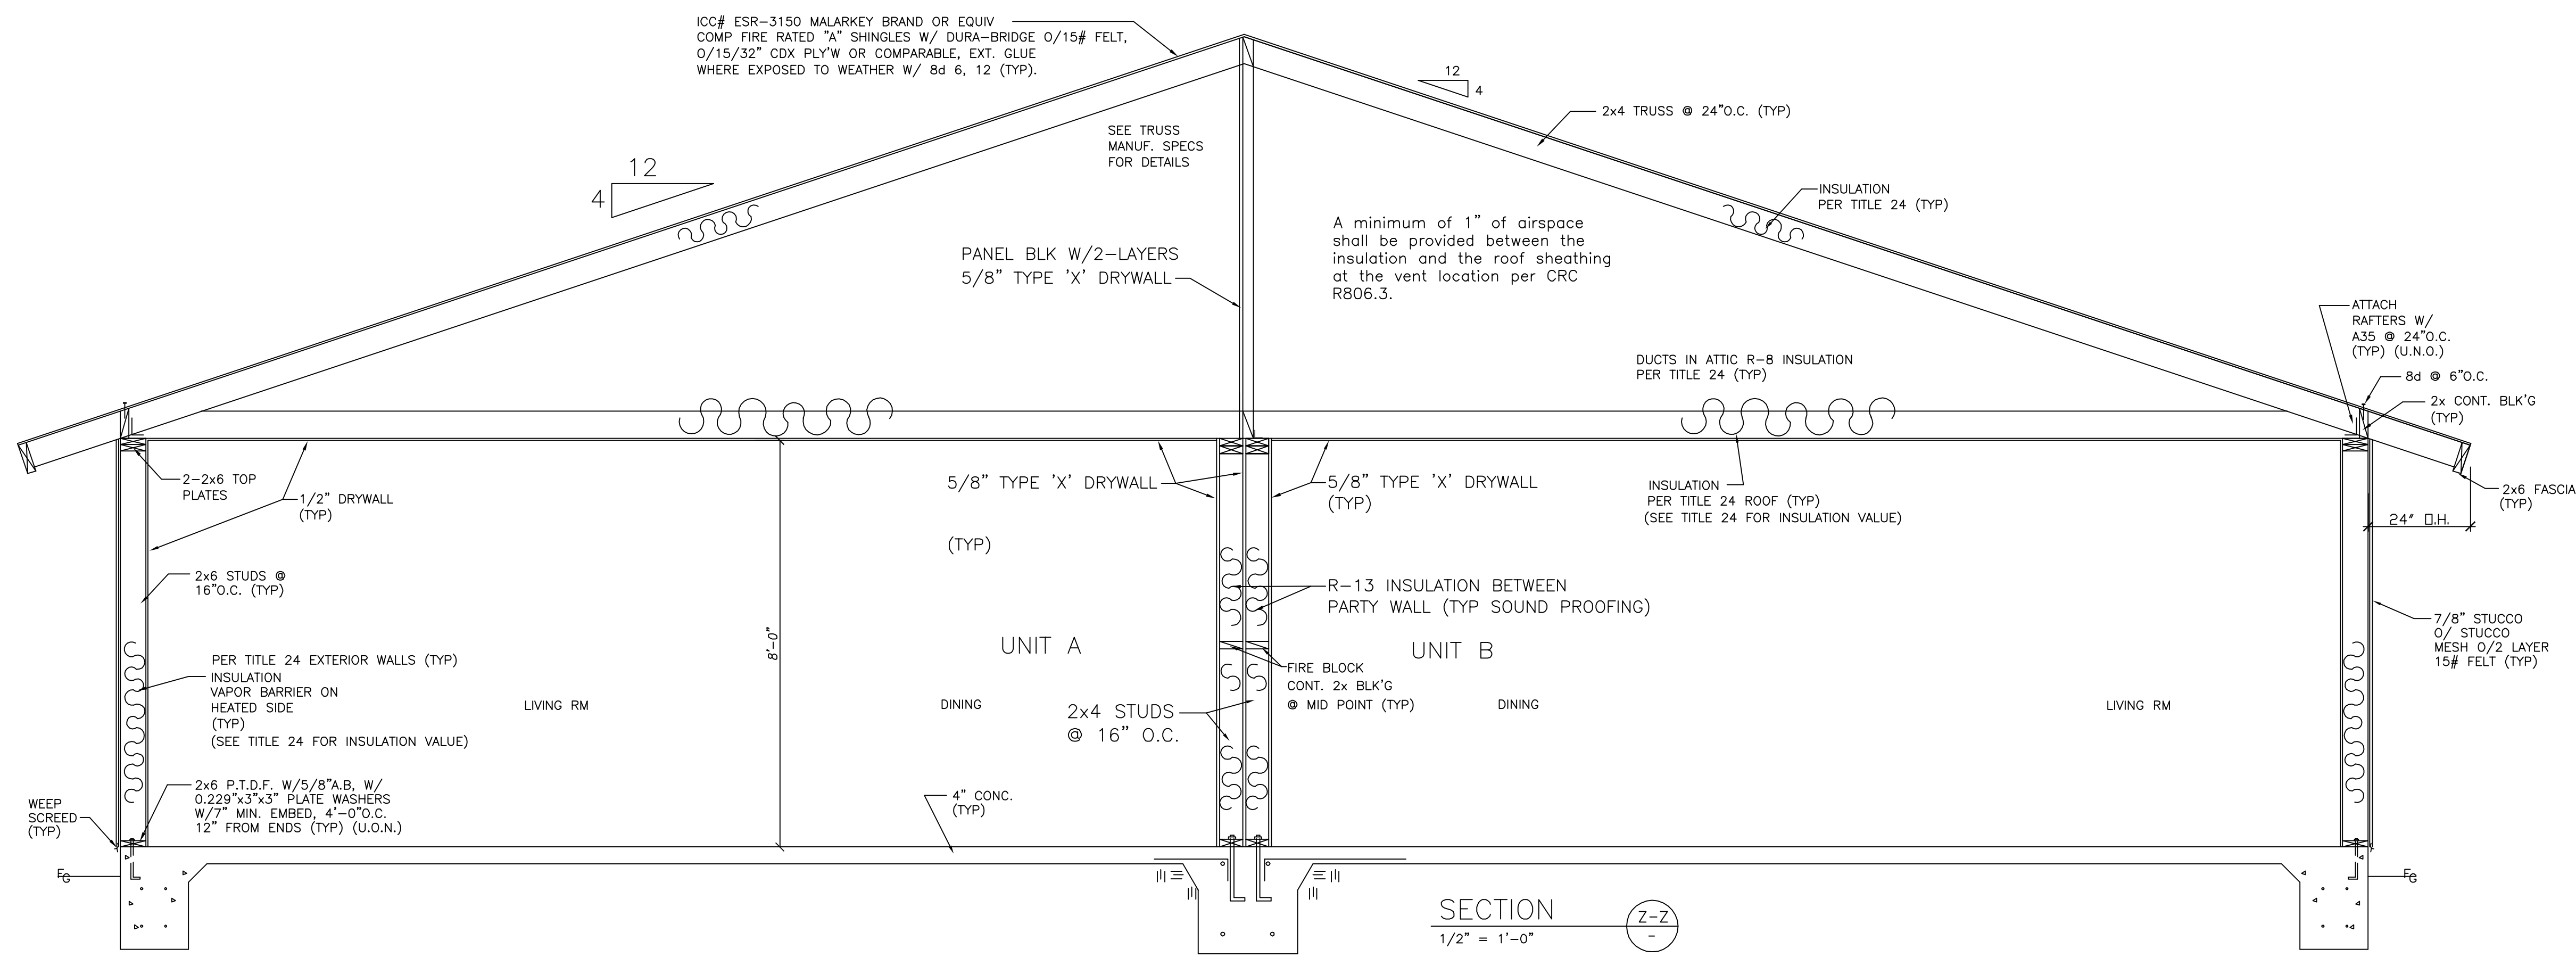 ICC# ESR-3150 MALARKEY BRAND OR EQUIV
COMP FIRE RATED "A" SHINGLES W/ DURA-BRIDGE O/15# FELT,
O/15/32" CDX PLY'W OR COMPARABLE, EXT. GLUE
WHERE EXPOSED TO WEATHER W/ 8d 6, 12 (TYP).
12
4
2x4 TRUSS @ 24"O.C. (TYP)
SEE TRUSS
MANUF. SPECS
FOR DETAILS
12
4
INSULATION
PER TITLE 24 (TYP)
PANEL BLK W/2-LAYERS
5/8" TYPE 'X' DRYWALL
A minimum of 1" of airspace
shall be provided between the
insulation and the roof sheathing
at the vent location per CRC
R806.3.
ATTACH
RAFTERS W/
A35 @ 24"O.C.
(TYP) (U.N.O.)
DUCTS IN ATTIC R-8 INSULATION
PER TITLE 24 (TYP)
8d @ 6"O.C.
2x CONT. BLK'G
(TYP)
2-2x6 TOP
PLATES
1/2" DRYWALL
(TYP)
5/8" TYPE 'X' DRYWALL
(TYP)
5/8" TYPE 'X' DRYWALL
(TYP)
INSULATION
PER TITLE 24 ROOF (TYP)
(SEE TITLE 24 FOR INSULATION VALUE)
2x6 FASCIA
(TYP)
24" O.H.
2x6 STUDS @
16"O.C. (TYP)
R-13 INSULATION BETWEEN
PARTY WALL (TYP SOUND PROOFING)
8'-0"
UNIT A
UNIT B
7/8" STUCCO
O/ STUCCO
MESH O/2 LAYER
15# FELT (TYP)
PER TITLE 24 EXTERIOR WALLS (TYP)
INSULATION
VAPOR BARRIER ON
HEATED SIDE
(TYP)
(SEE TITLE 24 FOR INSULATION VALUE)
FIRE BLOCK
CONT. 2x BLK'G
@ MID POINT (TYP)
LIVING RM
DINING
2x4 STUDS
@ 16" O.C.
DINING
LIVING RM
2x6 P.T.D.F. W/5/8"A.B, W/
0.229"x3"x3" PLATE WASHERS
W/7" MIN. EMBED, 4'-0"O.C.
12" FROM ENDS (TYP) (U.O.N.)
WEEP
SCREED
(TYP)
4" CONC.
(TYP)
FG
FG
SECTION
1/2" = 1'-0"
Z-Z
-